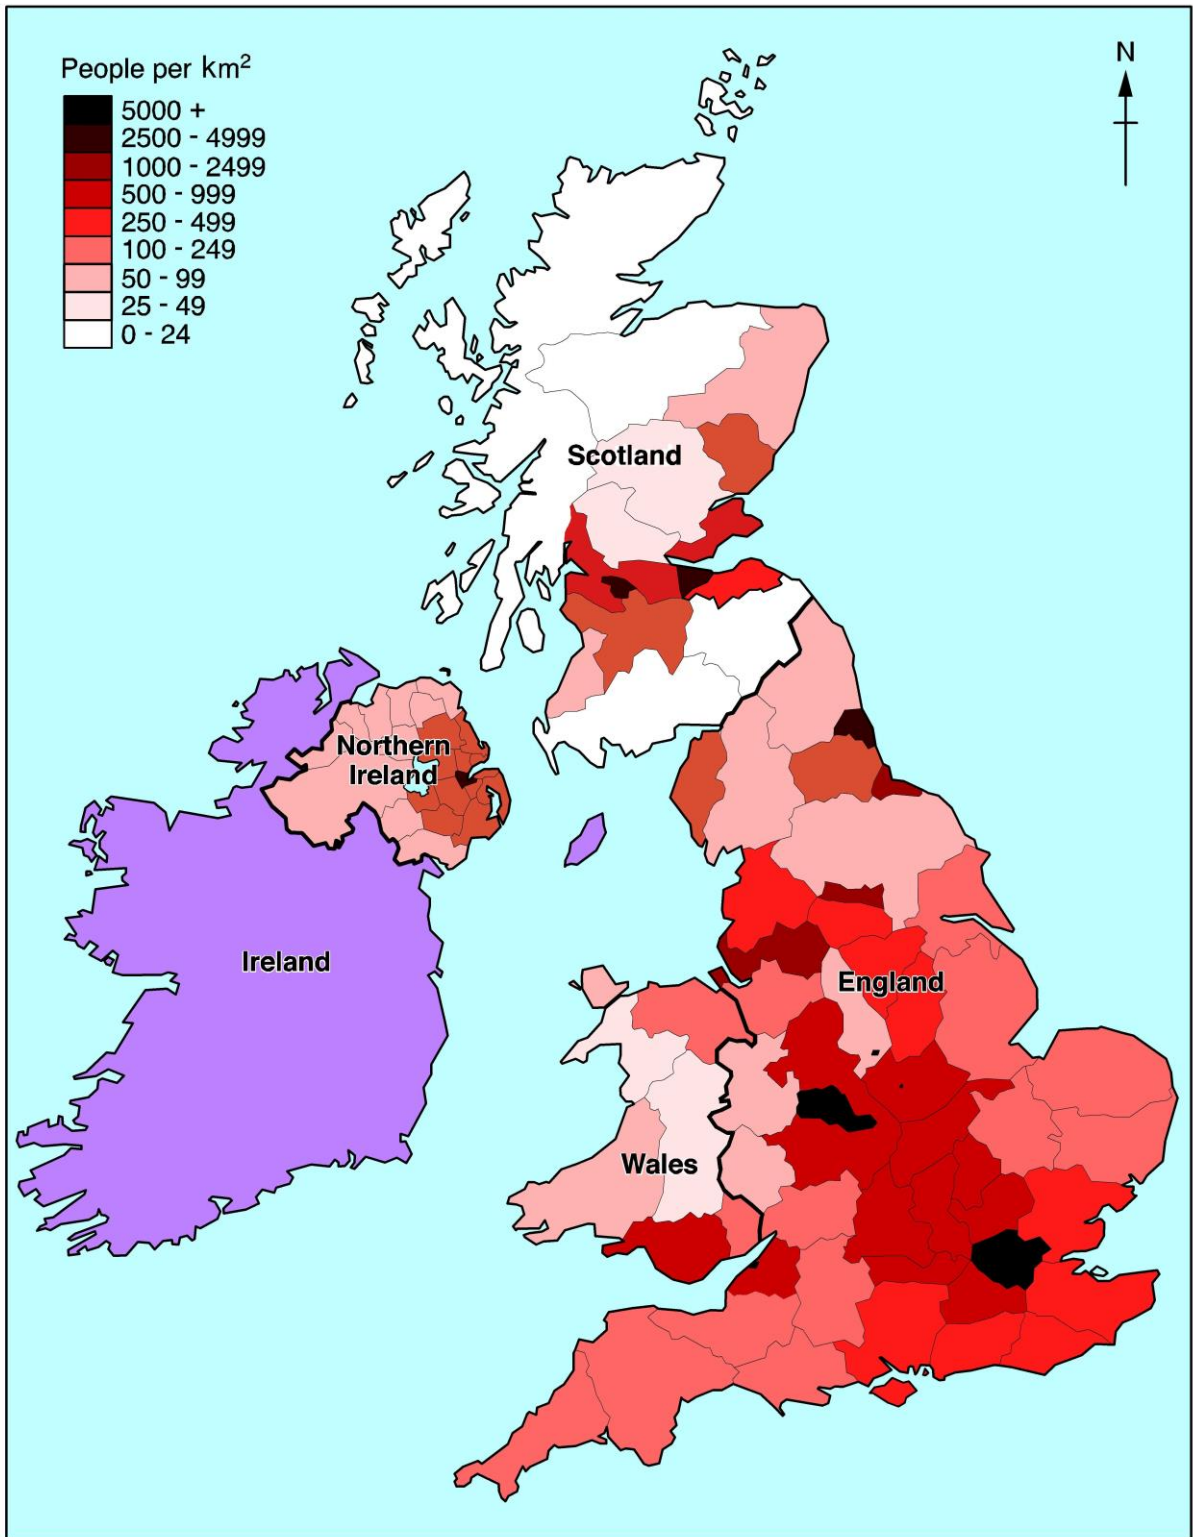 People per km²
5000 +
2500 - 4999
1000 - 2499
500 - 999
250 - 499
100 - 249
50 - 99
25 - 49
0 - 24
N
Scotland
Northern
Ireland
Ireland
England
Wales